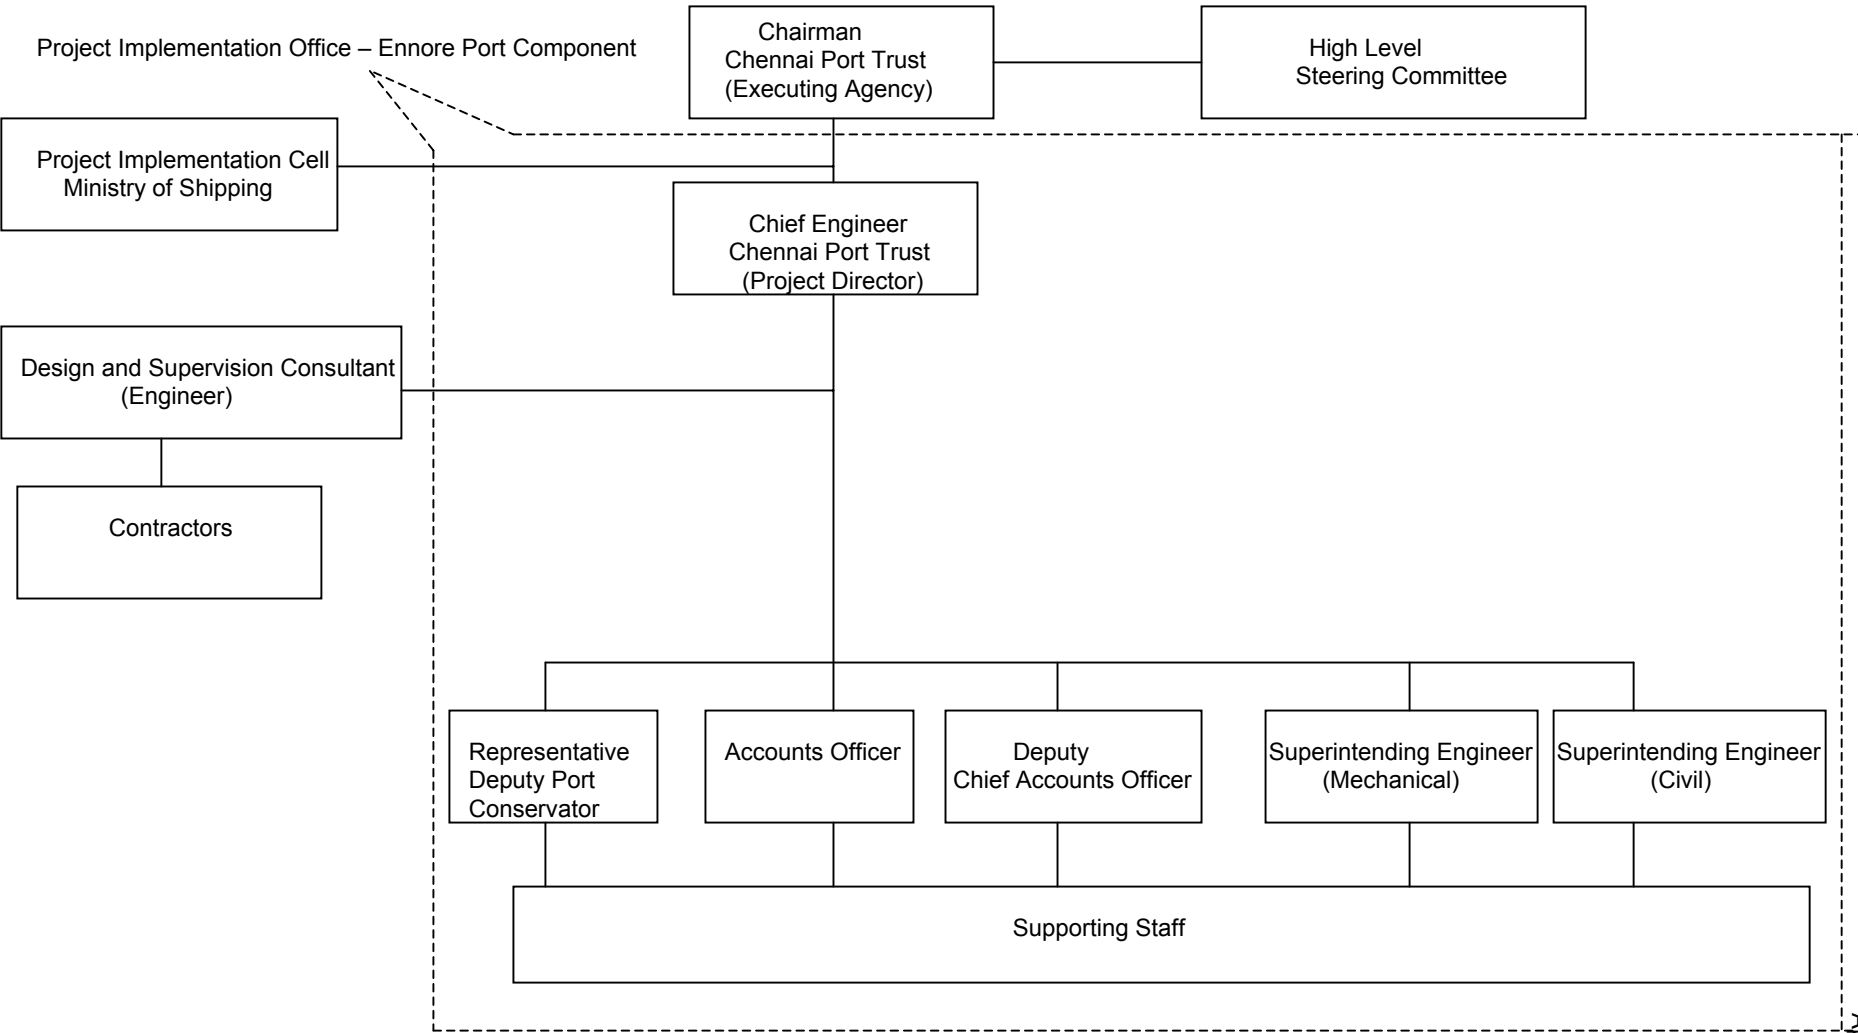 Project Implementation Office – Ennore Port Component
Chairman
Chennai Port Trust
(Executing Agency)
High Level
Steering Committee
Project Implementation Cell
Ministry of Shipping
Chief Engineer
Chennai Port Trust
(Project Director)
Design and Supervision Consultant
(Engineer)
Contractors
Representative
Deputy Port
Conservator
Accounts Officer
Deputy
Chief Accounts Officer
Superintending Engineer
(Mechanical)
Superintending Engineer
(Civil)
Supporting Staff